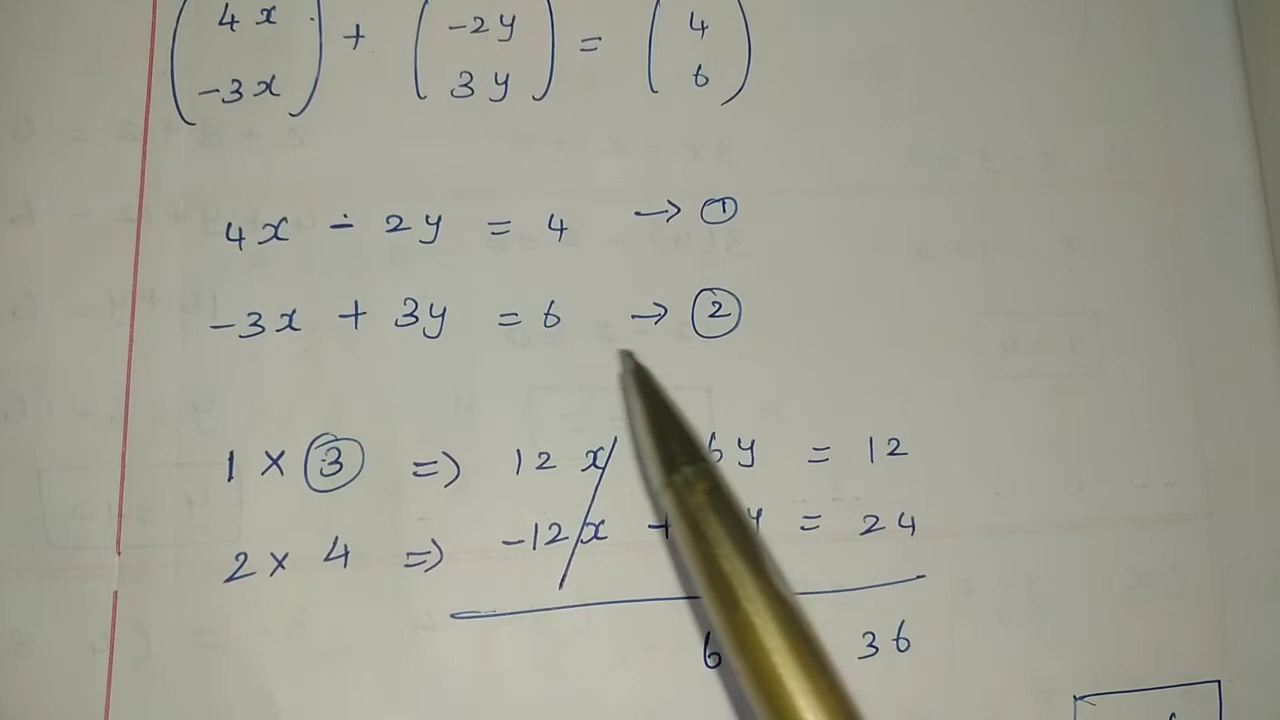 4x + -2y = 4
-3x 3y 6
4x - 2y = 4 → 1
-3x + 3y = 6 → 2
1 × 3 => 12x 6y = 12
2 × 4 => -12x + y = 24
6 36